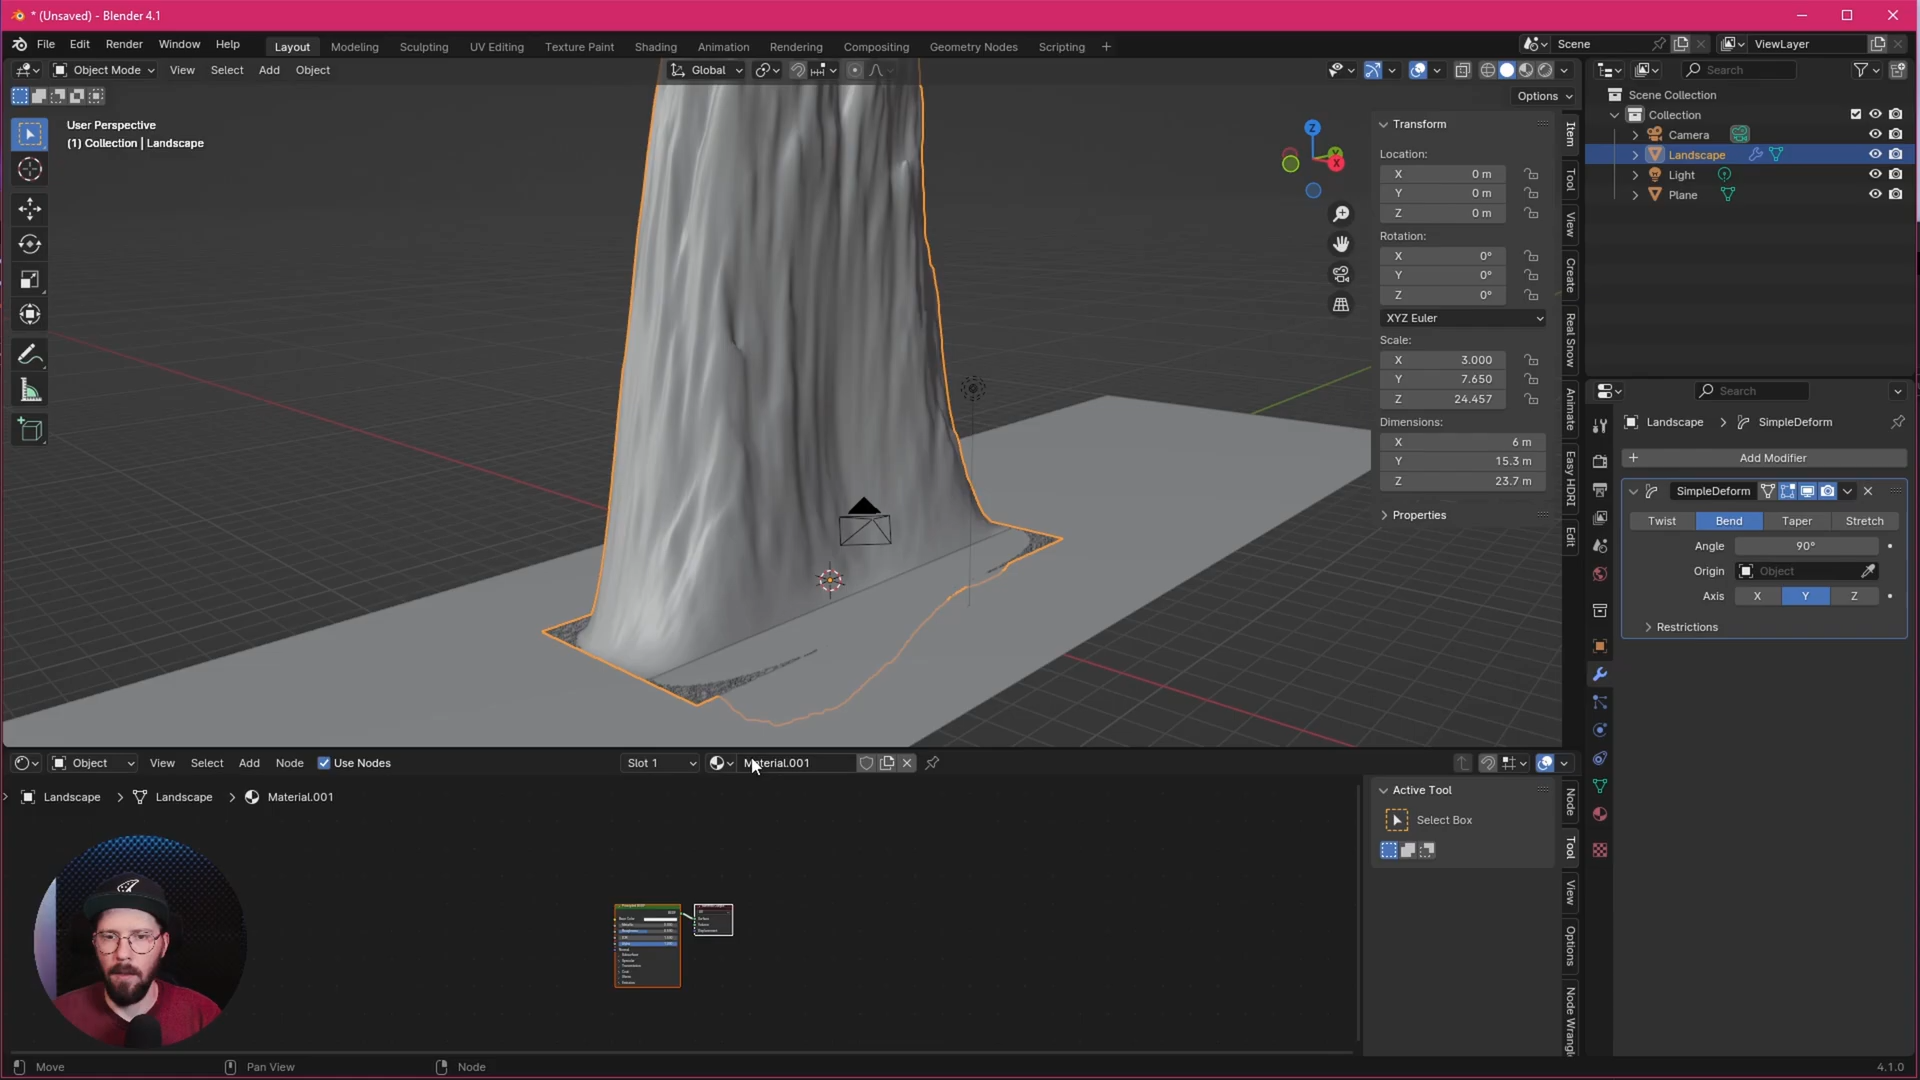 * (Unsaved) - Blender 4.1
File Edit Render Window Help Layout Modeling Sculpting UV Editing Texture Paint Shading Animation Rendering Compositing Geometry Nodes Scripting + Scene ViewLayer
Object Mode View Select Add Object Global Search
Options
User Perspective
(1) Collection | Landscape
Z
Y
X
Transform
Location:
X 0 m
Y 0 m
Z 0 m
Rotation:
X 0°
Y 0°
Z 0°
XYZ Euler
Scale:
X 3.000
Y 7.650
Z 24.457
Dimensions:
X 6 m
Y 15.3 m
Z 23.7 m
Properties
Item
Tool
View
Create
Real Snow
Animate
Easy HDRI
Edit
Scene Collection
Collection
Camera
Landscape
Light
Plane
Search
Landscape > SimpleDeform
+ Add Modifier
SimpleDeform
Twist Bend Taper Stretch
Angle 90°
Origin Object
Axis X Y Z
Restrictions
Object View Select Add Node Use Nodes Slot 1 Material.001
Landscape > Landscape > Material.001
Active Tool
Select Box
Node
Tool
View
Options
Node Wrangl
Move Pan View Node 4.1.0